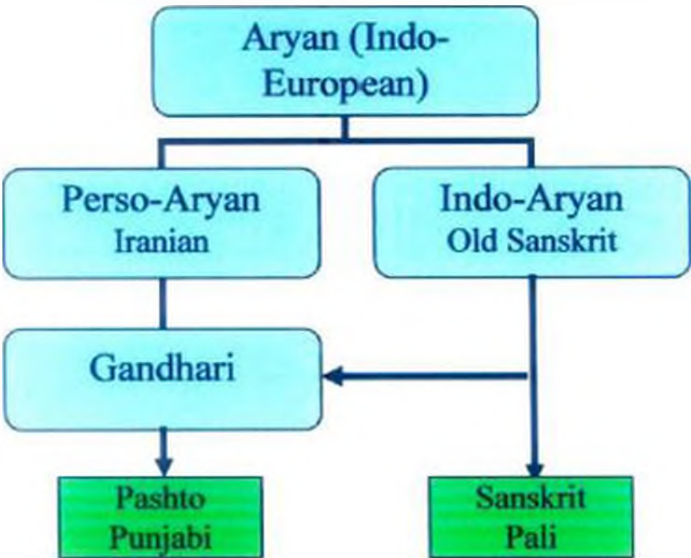 Aryan (Indo-
European)
Perso-Aryan
Iranian
Indo-Aryan
Old Sanskrit
Gandhari
Pashto
Punjabi
Sanskrit
Pali